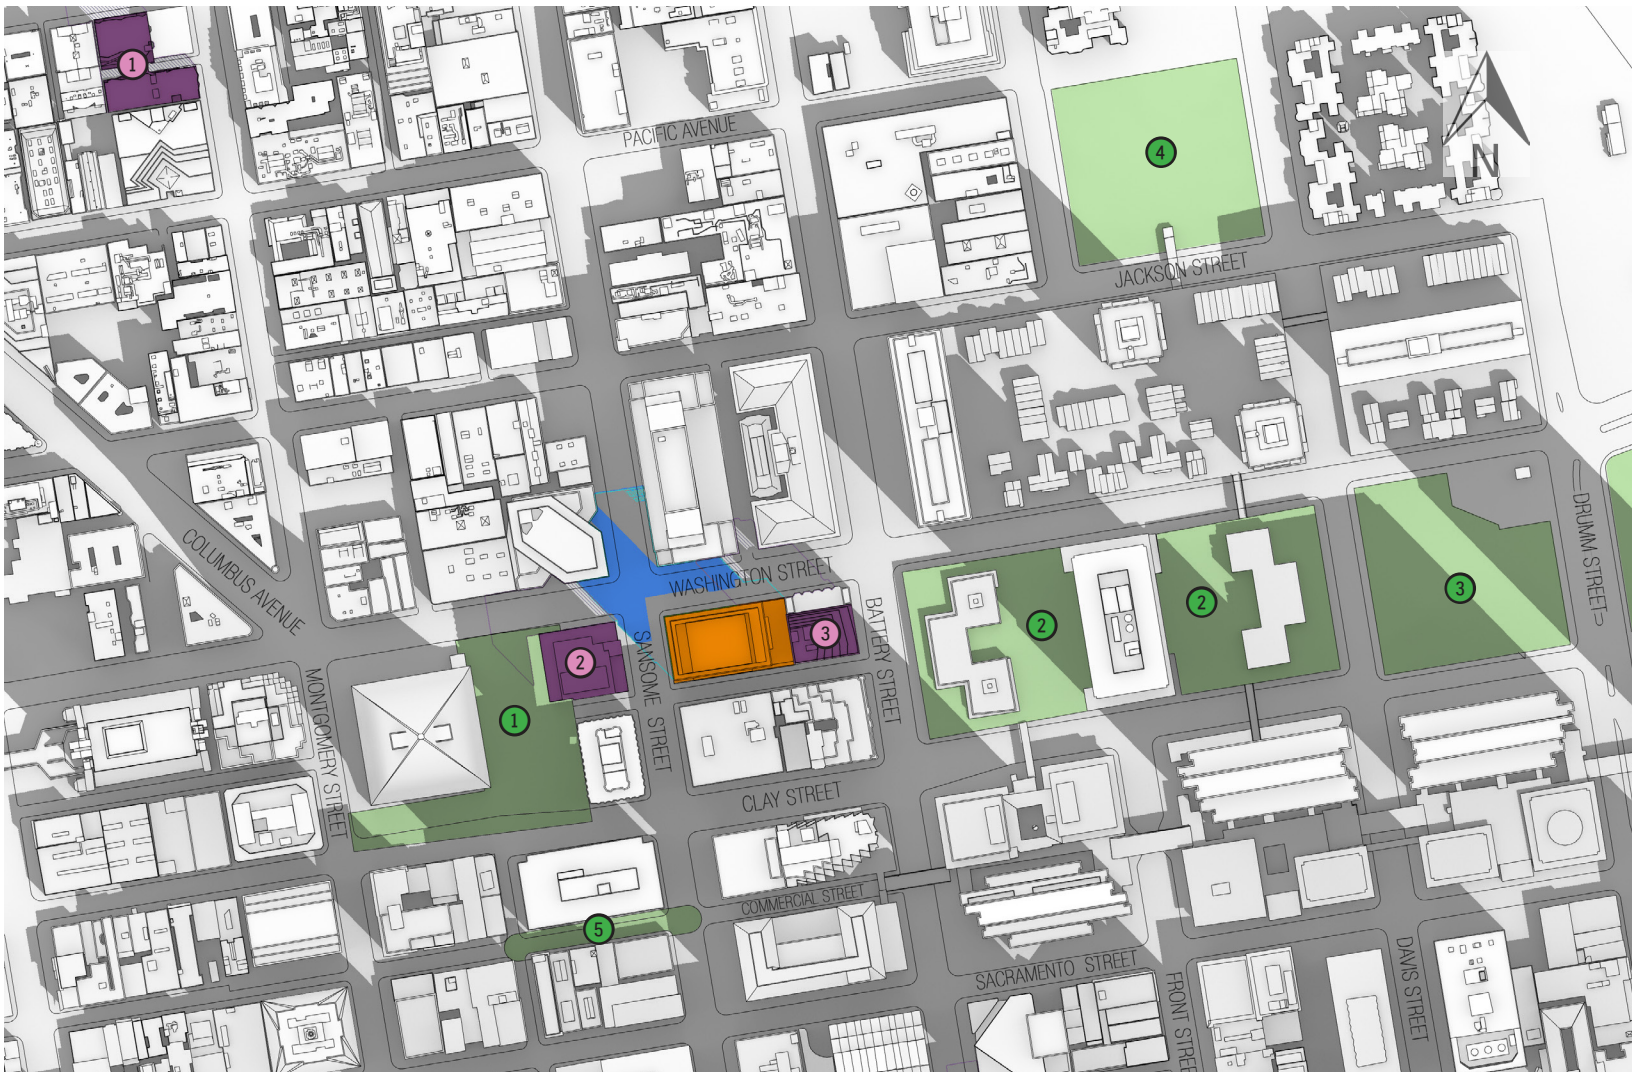 1
PACIFIC AVENUE
4
N
JACKSON STREET
COLUMBUS AVENUE
WASHINGTON STREET
DRUMM STREET
3
2
2
3
2
SANSOME STREET
BATTERY STREET
MONTGOMERY STREET
1
CLAY STREET
COMMERCIAL STREET
5
SACRAMENTO STREET
FRONT STREET
DAVIS STREET